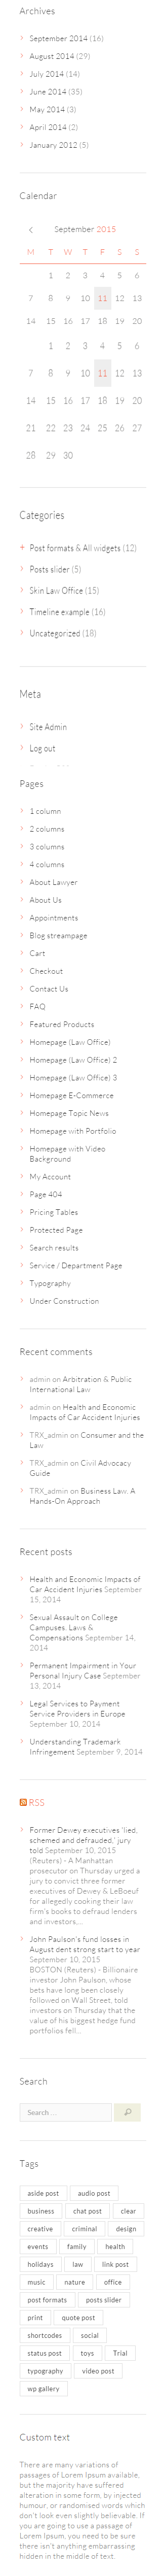 Archives
September 2014 (16)
August 2014 (29)
July 2014 (14)
June 2014 (35)
May 2014 (3)
April 2014 (2)
January 2012 (5)
Calendar
September 2015
M T W T F S S
1 2 3 4 5 6
7 8 9 10 11 12 13
14 15 16 17 18 19 20
1 2 3 4 5 6
7 8 9 10 11 12 13
14 15 16 17 18 19 20
21 22 23 24 25 26 27
28 29 30
Categories
Post formats & All widgets (12)
Posts slider (5)
Skin Law Office (15)
Timeline example (16)
Uncategorized (18)
Meta
Site Admin
Log out
Pages
1 column
2 columns
3 columns
4 columns
About Lawyer
About Us
Appointments
Blog streampage
Cart
Checkout
Contact Us
FAQ
Featured Products
Homepage (Law Office)
Homepage (Law Office) 2
Homepage (Law Office) 3
Homepage E-Commerce
Homepage Topic News
Homepage with Portfolio
Homepage with Video
Background
My Account
Page 404
Pricing Tables
Protected Page
Search results
Service / Department Page
Typography
Under Construction
Recent comments
admin on Arbitration & Public
International Law
admin on Health and Economic
Impacts of Car Accident Injuries
TRX_admin on Consumer and the
Law
TRX_admin on Civil Advocacy
Guide
TRX_admin on Business Law, A
Hands-On Approach
Recent posts
Health and Economic Impacts of
Car Accident Injuries September
15, 2014
Sexual Assault on College
Campuses: Laws &
Compensations September 14,
2014
Permanent Impairment in Your
Personal Injury Case September
13, 2014
Legal Services to Payment
Service Providers in Europe
September 10, 2014
Understanding Trademark
Infringement September 9, 2014
RSS
Former Dewey executives 'lied,
schemed and defrauded,' jury
told September 10, 2015
(Reuters) - A Manhattan
prosecutor on Thursday urged a
jury to convict three former
executives of Dewey & LeBoeuf
for allegedly cooking their law
firm's books to defraud lenders
and investors,...
John Paulson's fund losses in
August dent strong start to year
September 10, 2015
BOSTON (Reuters) - Billionaire
investor John Paulson, whose
bets have long been closely
followed on Wall Street, told
investors on Thursday that the
value of his biggest hedge fund
portfolios fell...
Search
Search …
Tags
aside post audio post
business chat post clear
creative criminal design
events family health
holidays law link post
music nature office
post formats posts slider
print quote post
shortcodes social
status post toys Trial
typography video post
wp gallery
Custom text
There are many variations of
passages of Lorem Ipsum available,
but the majority have suffered
alteration in some form, by injected
humour, or randomised words which
don't look even slightly believable. If
you are going to use a passage of
Lorem Ipsum, you need to be sure
there isn't anything embarrassing
hidden in the middle of text.